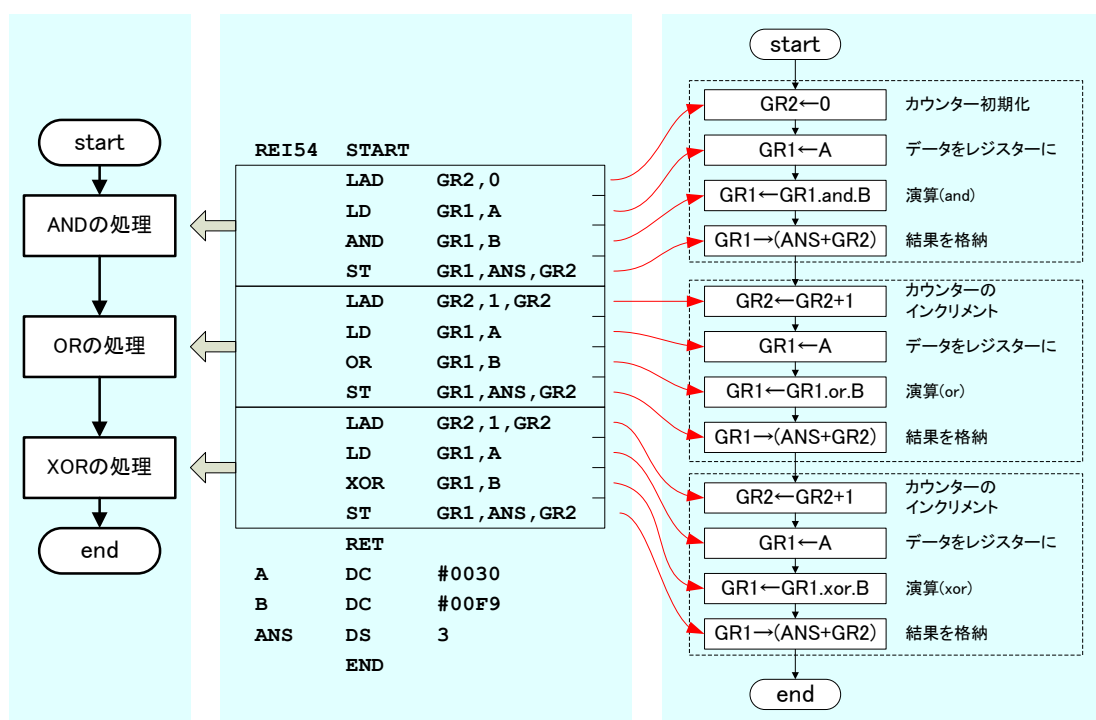 start
ANDの処理
ORの処理
XORの処理
end
REI54 START
LAD GR2,0
LD GR1,A
AND GR1,B
ST GR1,ANS,GR2
LAD GR2,1,GR2
LD GR1,A
OR GR1,B
ST GR1,ANS,GR2
LAD GR2,1,GR2
LD GR1,A
XOR GR1,B
ST GR1,ANS,GR2
RET
A DC #0030
B DC #00F9
ANS DS 3
END
start
GR2←0 カウンター初期化
GR1←A データをレジスターに
GR1←GR1.and.B 演算(and)
GR1→(ANS+GR2) 結果を格納
GR2←GR2+1 カウンターの
インクリメント
GR1←A データをレジスターに
GR1←GR1.or.B 演算(or)
GR1→(ANS+GR2) 結果を格納
GR2←GR2+1 カウンターの
インクリメント
GR1←A データをレジスターに
GR1←GR1.xor.B 演算(xor)
GR1→(ANS+GR2) 結果を格納
end